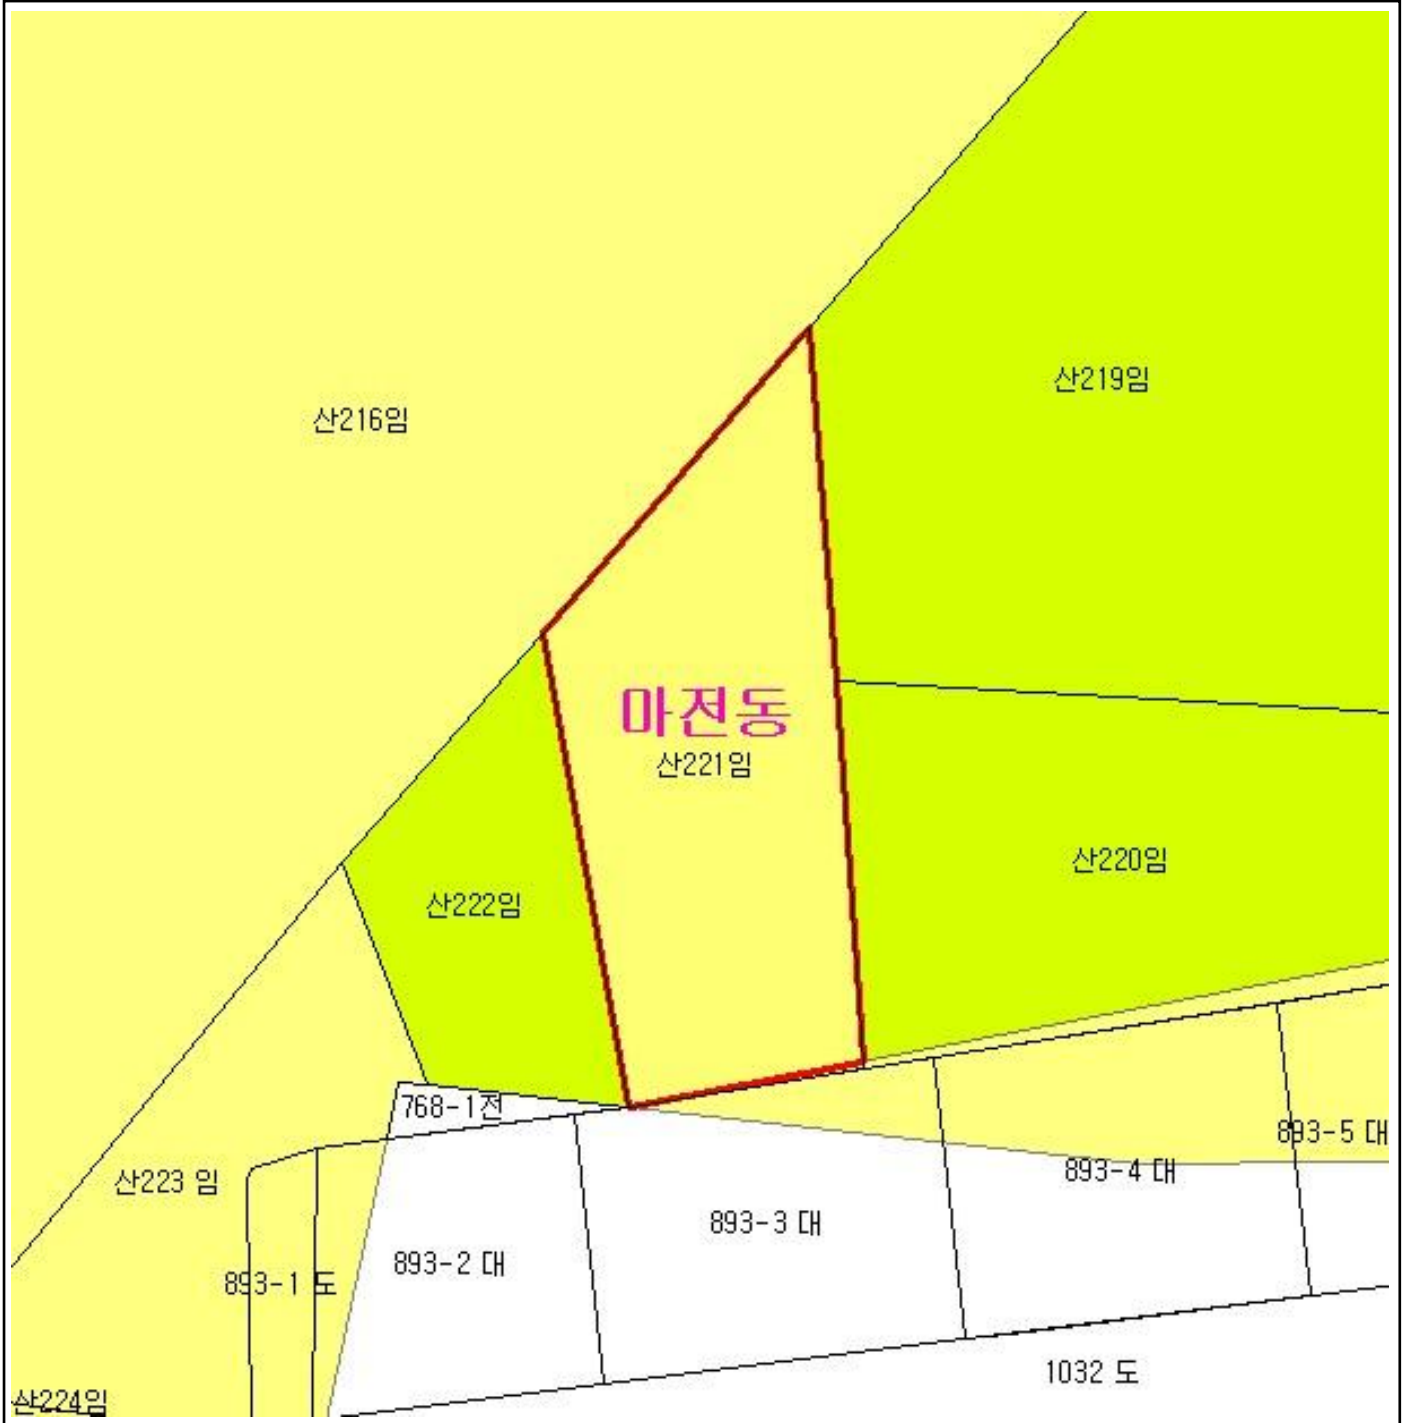 산219임
산216임
마전동
산221임
산220임
산222임
768-1전
893-5 대
893-4 대
산223 임
893-3 대
893-2 대
893-1 도
1032 도
산224임